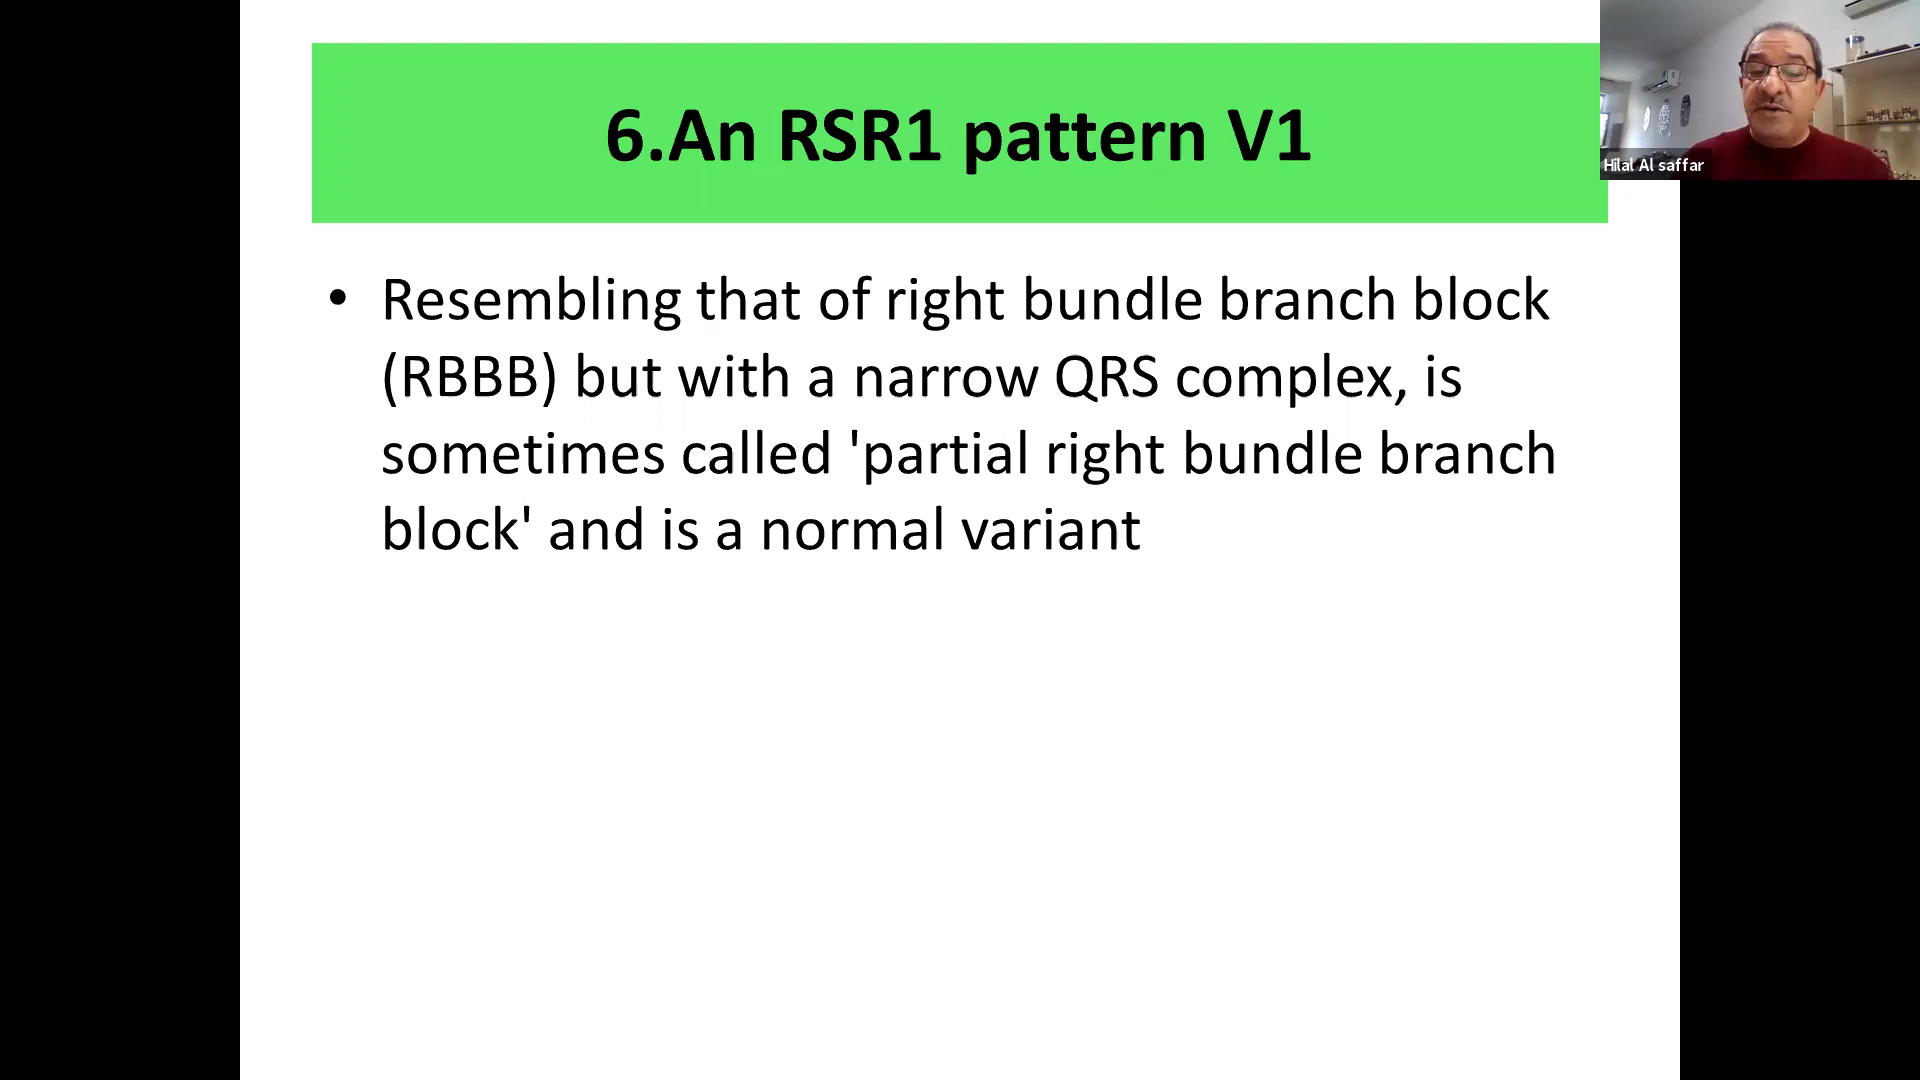 6.An RSR1 pattern V1
Hilal Al saffar
• Resembling that of right bundle branch block
(RBBB) but with a narrow QRS complex, is
sometimes called 'partial right bundle branch
block' and is a normal variant